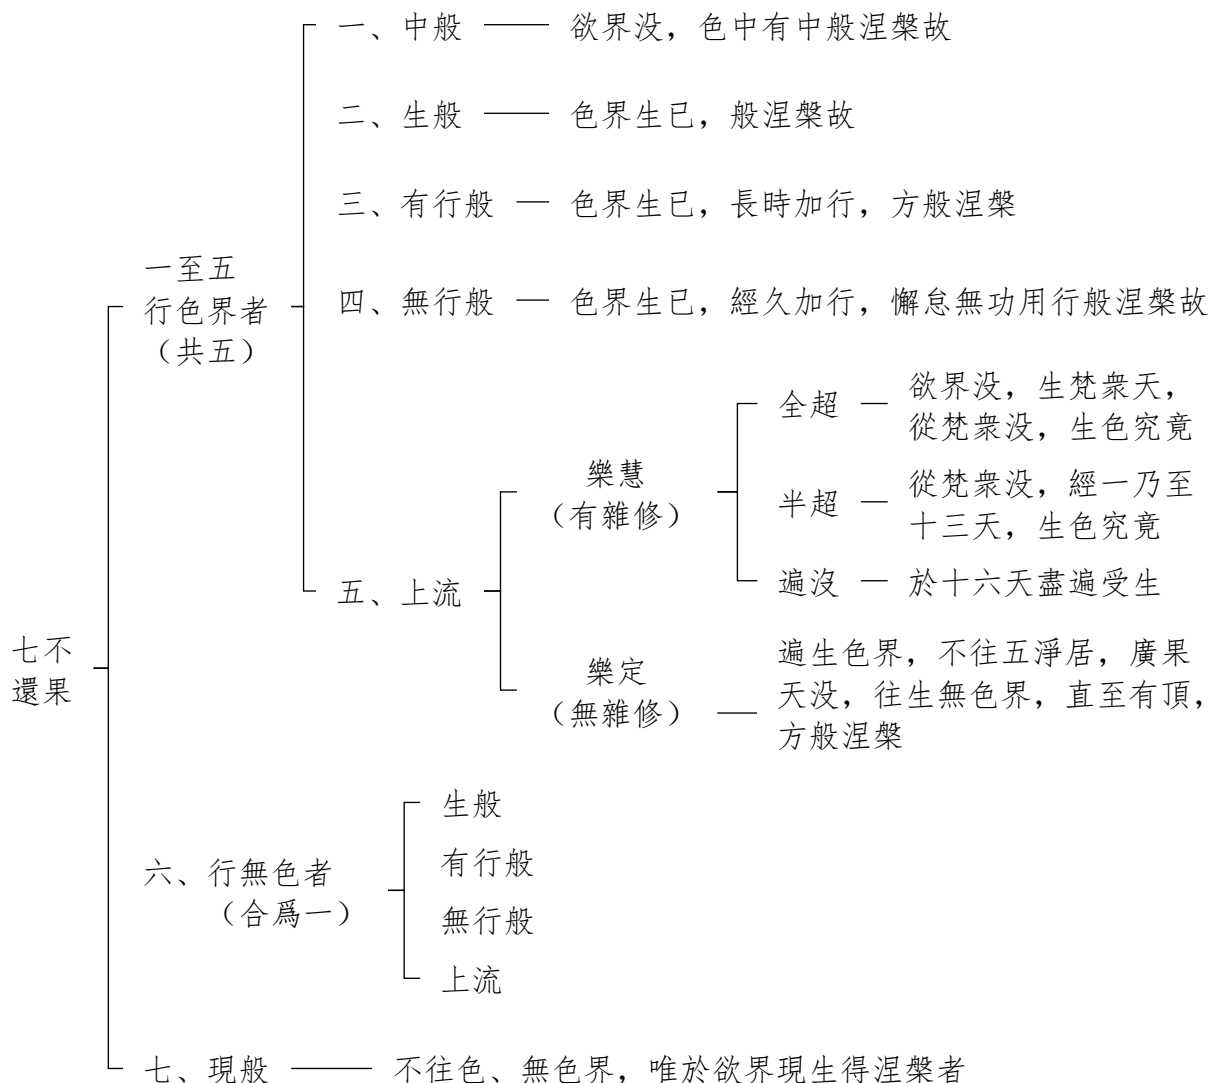 七不
還果
一至五
行色界者
（共五）
一、中般 欲界没，色中有中般涅槃故
二、生般 色界生已，般涅槃故
三、有行般 色界生已，長時加行，方般涅槃
四、無行般 色界生已，經久加行，懈怠無功用行般涅槃故
五、上流
樂慧
（有雜修）
全超
欲界没，生梵衆天，
從梵衆没，生色究竟
半超
從梵衆没，經一乃至
十三天，生色究竟
遍沒 於十六天盡遍受生
樂定
（無雜修）
遍生色界，不往五淨居，廣果
天没，往生無色界，直至有頂，
方般涅槃
六、行無色者
（合爲一）
生般
有行般
無行般
上流
七、現般 不往色、無色界，唯於欲界現生得涅槃者